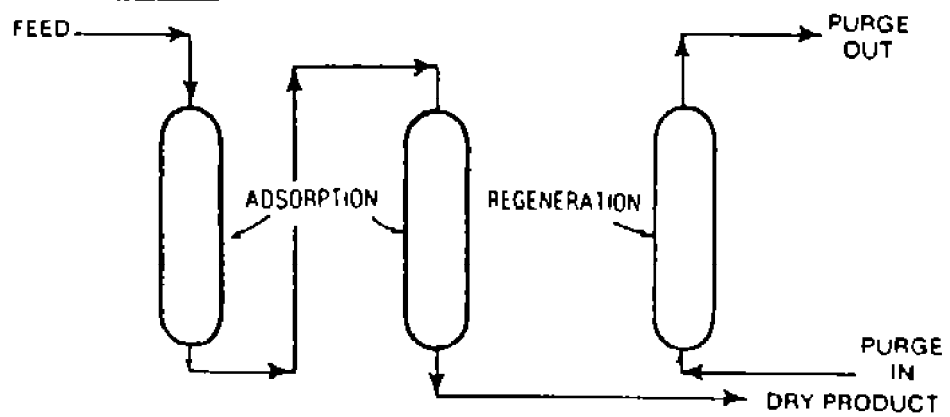 FEED
PURGE
OUT
ADSORPTION
REGENERATION
PURGE
IN
DRY PRODUCT